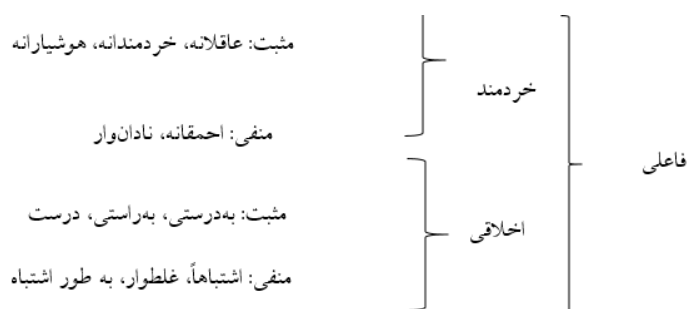 مثبت: عاقلانه، خردمندانه، هوشیارانه
خردمند
منفی: احمقانه، نادان‌وار
فاعلی
مثبت: به‌درستی، به‌راستی، درست
اخلاقی
منفی: اشتباهاً، غلطوار، به طور اشتباه